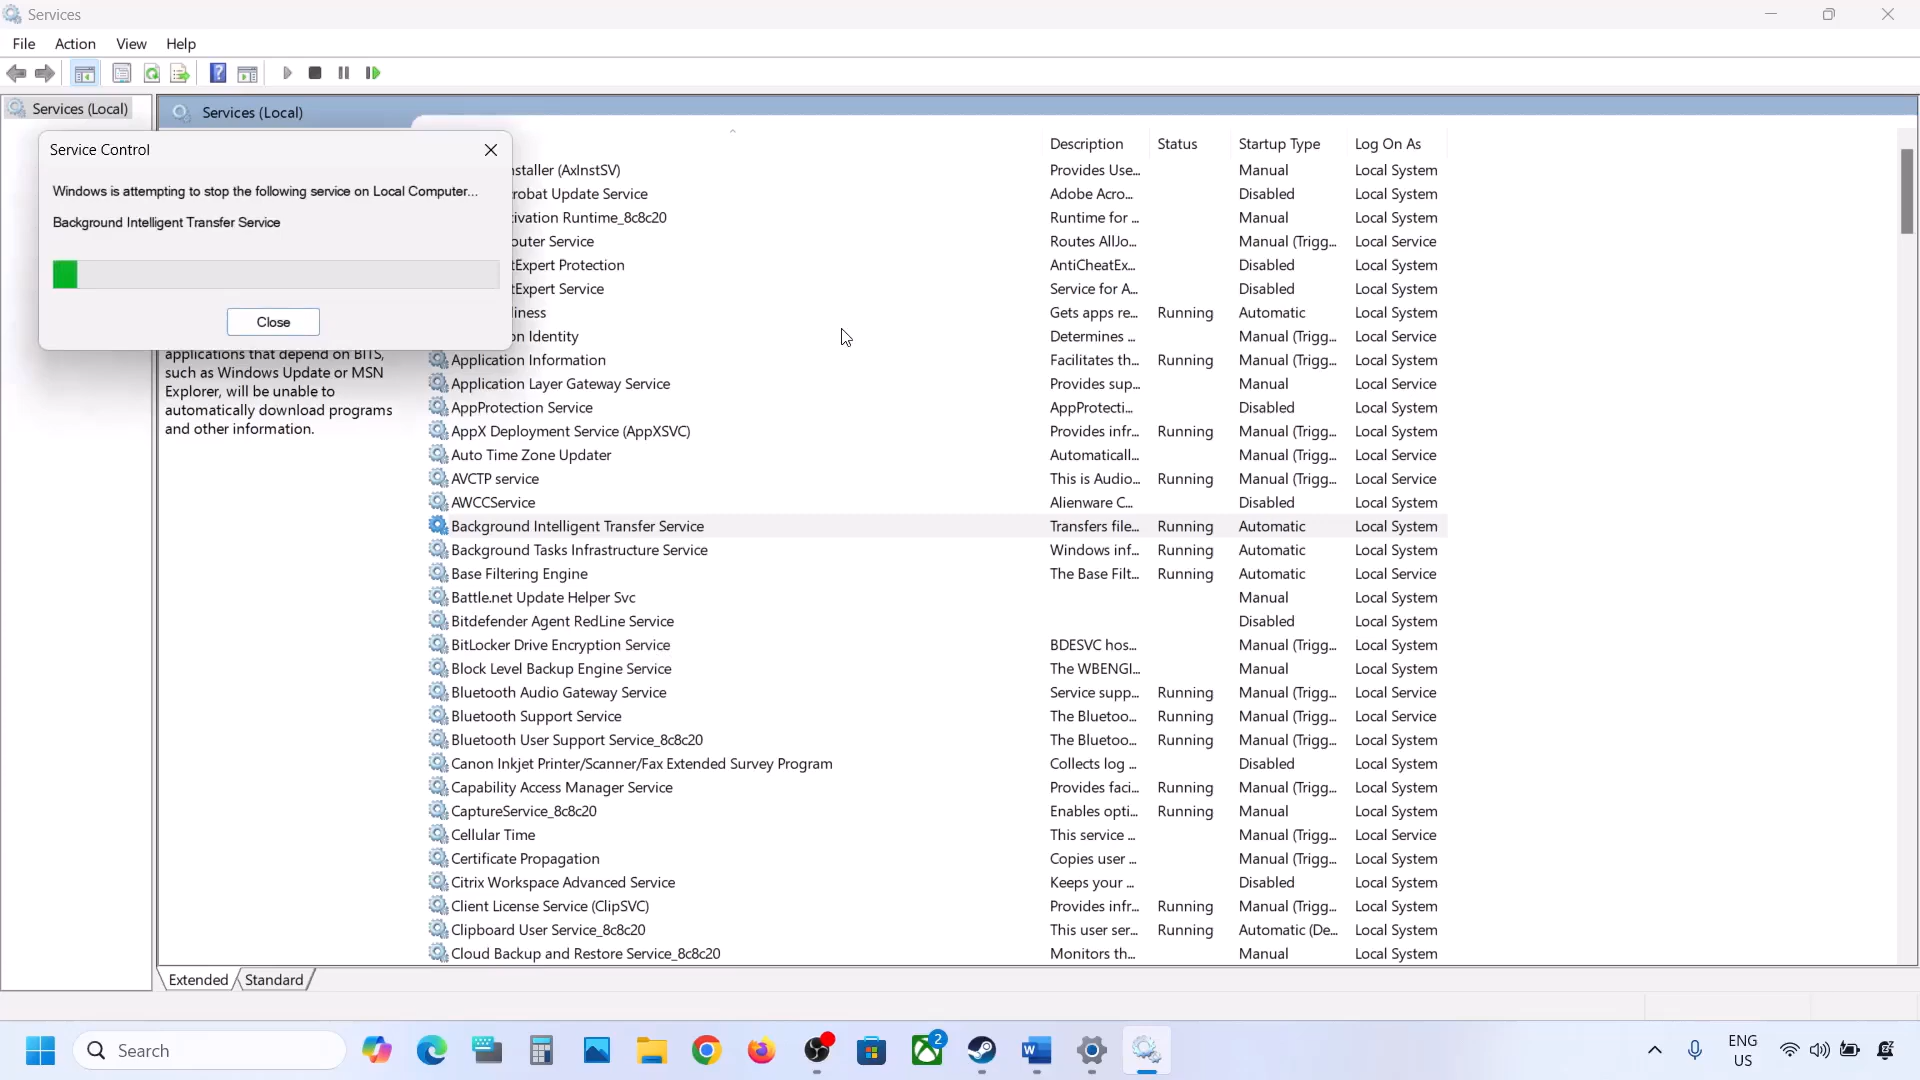 Services
File Action View Help
Services (Local)
Services (Local)
Service Control
Windows is attempting to stop the following service on Local Computer...
Background Intelligent Transfer Service
Close
applications that depend on BITS,
such as Windows Update or MSN
Explorer, will be unable to
automatically download programs
and other information.
Description Status Startup Type Log On As
nstaller (AxInstSV) Provides Use... Manual Local System
robat Update Service Adobe Acro... Disabled Local System
tivation Runtime_8c8c20 Runtime for ... Manual Local System
outer Service Routes AllJo... Manual (Trigg... Local Service
tExpert Protection AntiCheatEx... Disabled Local System
tExpert Service Service for A... Disabled Local System
liness Gets apps re... Running Automatic Local System
on Identity Determines ... Manual (Trigg... Local Service
Application Information Facilitates th... Running Manual (Trigg... Local System
Application Layer Gateway Service Provides sup... Manual Local Service
AppProtection Service AppProtecti... Disabled Local System
AppX Deployment Service (AppXSVC) Provides infr... Running Manual (Trigg... Local System
Auto Time Zone Updater Automaticall... Manual (Trigg... Local Service
AVCTP service This is Audio... Running Manual (Trigg... Local Service
AWCCService Alienware C... Disabled Local System
Background Intelligent Transfer Service Transfers file... Running Automatic Local System
Background Tasks Infrastructure Service Windows inf... Running Automatic Local System
Base Filtering Engine The Base Filt... Running Automatic Local Service
Battle.net Update Helper Svc Manual Local System
Bitdefender Agent RedLine Service Disabled Local System
BitLocker Drive Encryption Service BDESVC hos... Manual (Trigg... Local System
Block Level Backup Engine Service The WBENGI... Manual Local System
Bluetooth Audio Gateway Service Service supp... Running Manual (Trigg... Local Service
Bluetooth Support Service The Bluetoo... Running Manual (Trigg... Local Service
Bluetooth User Support Service_8c8c20 The Bluetoo... Running Manual (Trigg... Local System
Canon Inkjet Printer/Scanner/Fax Extended Survey Program Collects log ... Disabled Local System
Capability Access Manager Service Provides faci... Running Manual (Trigg... Local System
CaptureService_8c8c20 Enables opti... Running Manual Local System
Cellular Time This service ... Manual (Trigg... Local Service
Certificate Propagation Copies user ... Manual (Trigg... Local System
Citrix Workspace Advanced Service Keeps your ... Disabled Local System
Client License Service (ClipSVC) Provides infr... Running Manual (Trigg... Local System
Clipboard User Service_8c8c20 This user ser... Running Automatic (De... Local System
Cloud Backup and Restore Service_8c8c20 Monitors th... Manual Local System
Extended Standard
Search
2
ENG
US